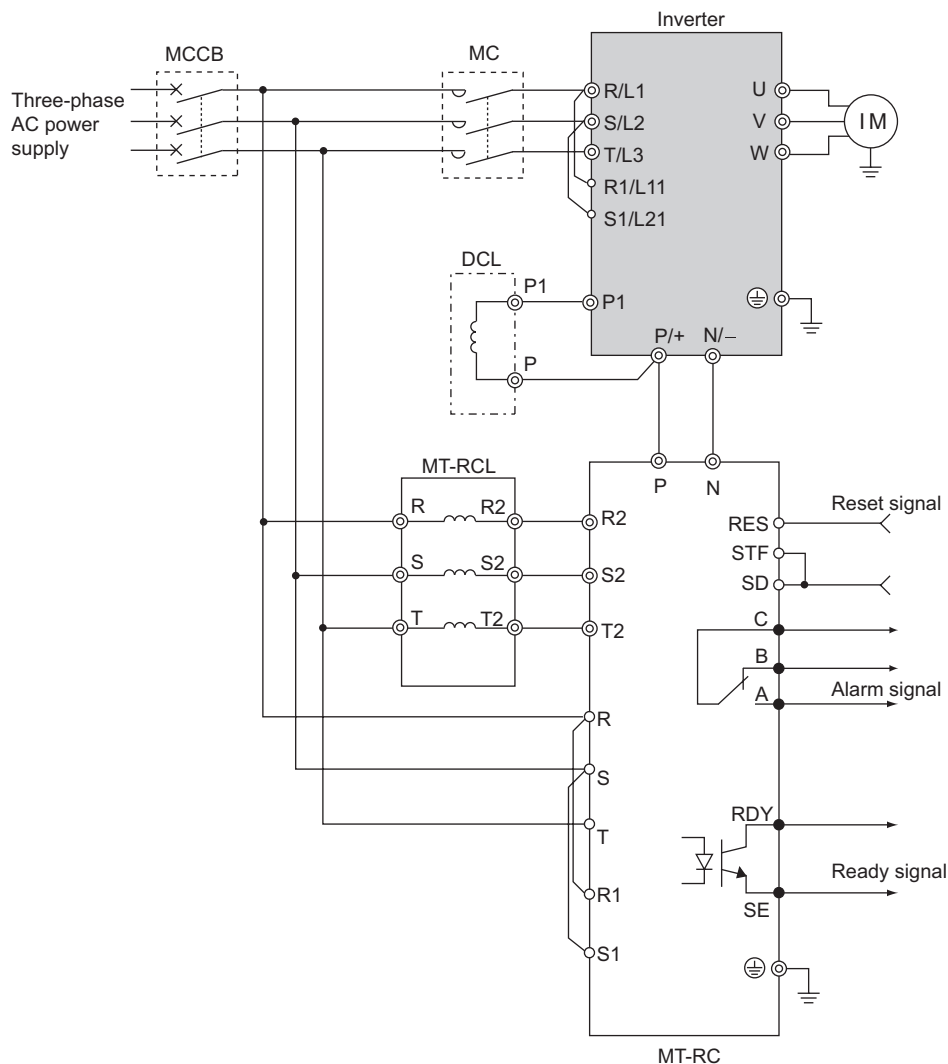 Inverter
MCCB
MC
Three-phase
AC power
supply
R/L1
S/L2
T/L3
R1/L11
S1/L21
U
V
W
IM
DCL
P1
P
P1
P/+
N/−
MT-RCL
R
R2
S
S2
T
T2
P
N
R2
S2
T2
R
S
T
R1
S1
RES
Reset signal
STF
SD
C
B
A
Alarm signal
RDY
Ready signal
SE
MT-RC